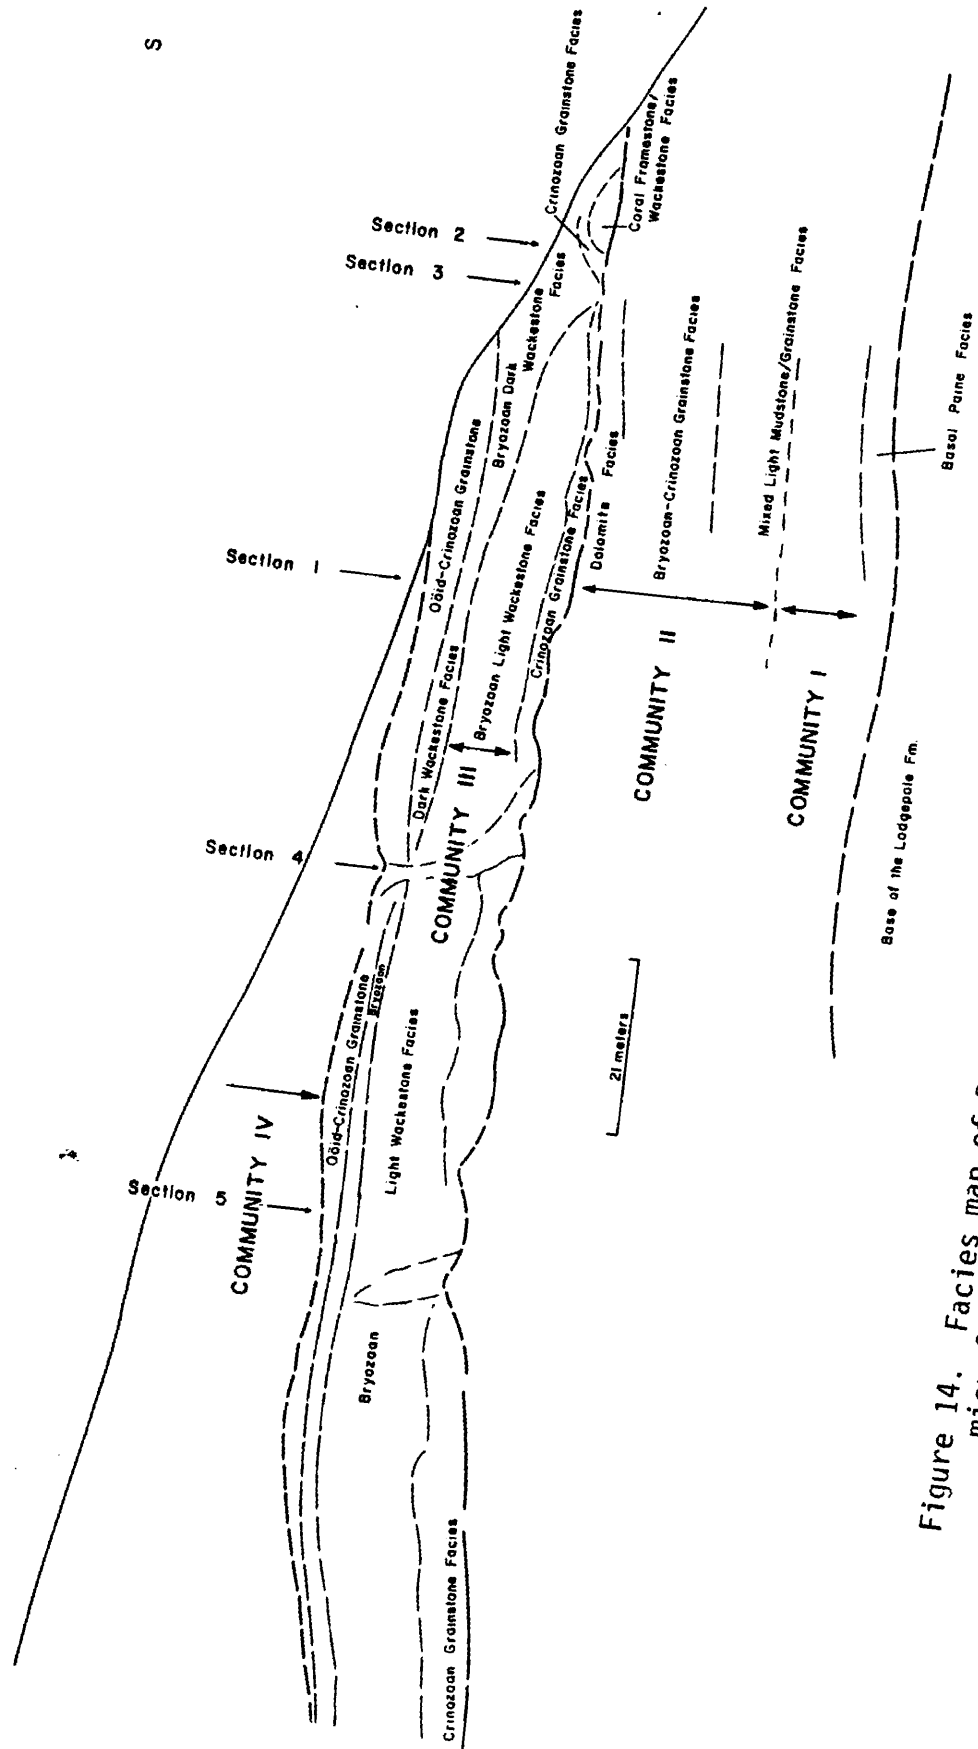 S
Crinozoan Grainstone Facies
Coral Framestone/
Wackestone Facies
Section 2
Section 3
Bryozoan Dark
Wackestone
Facies
Section 1
Oöid-Crinozoan Grainstone
Dark Wackestone Facies
Bryozoan Light Wackestone Facies
Crinozoan Grainstone Facies
Dolomite Facies
Bryozoan-Crinozoan Grainstone Facies
Mixed Light Mudstone/Grainstone Facies
Basal Paine Facies
COMMUNITY III
COMMUNITY II
COMMUNITY I
Base of the Lodgepole Fm.
Section 4
Oöid-Crinozoan Grainstone
Bryozoan
Light Wackestone Facies
21 meters
COMMUNITY IV
Section 5
Bryozoan
Crinozoan Grainstone Facies
Figure 14. Facies map of